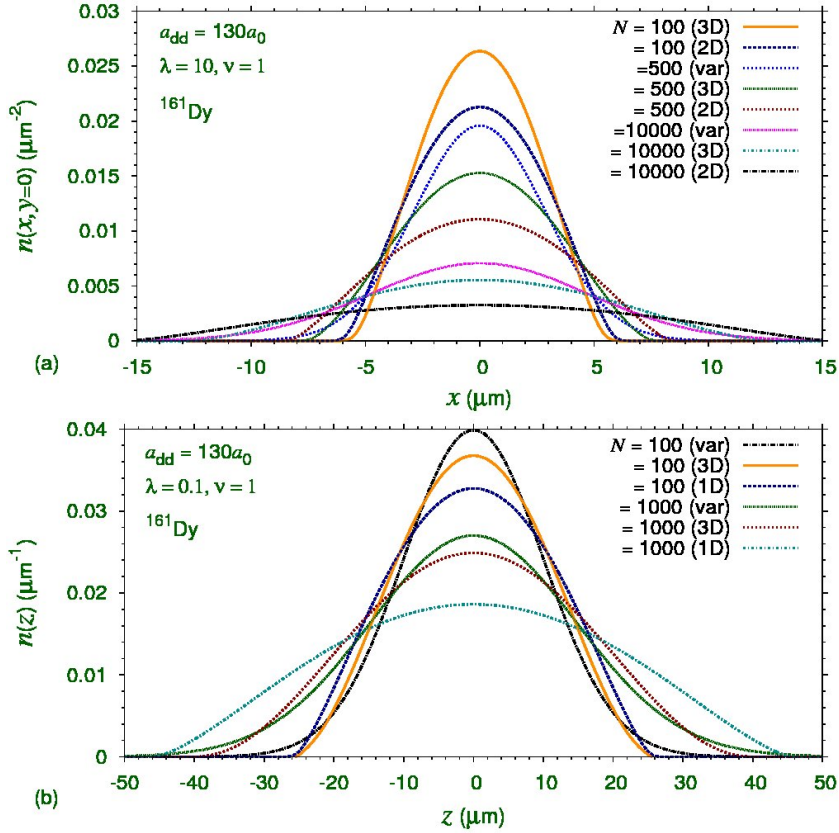 0.03
0.025
0.02
0.015
0.01
0.005
0
n(x, y=0) (μm⁻²)
a_dd = 130a₀
λ = 10, ν = 1
¹⁶¹Dy
N = 100 (3D)
= 100 (2D)
=500 (var)
= 500 (3D)
= 500 (2D)
=10000 (var)
= 10000 (3D)
= 10000 (2D)
-15 -10 -5 0 5 10 15
(a)
x (μm)
0.04
0.03
0.02
0.01
0
n(z) (μm⁻¹)
a_dd = 130a₀
λ = 0.1, ν = 1
¹⁶¹Dy
N = 100 (var)
= 100 (3D)
= 100 (1D)
= 1000 (var)
= 1000 (3D)
= 1000 (1D)
-50 -40 -30 -20 -10 0 10 20 30 40 50
(b)
z (μm)